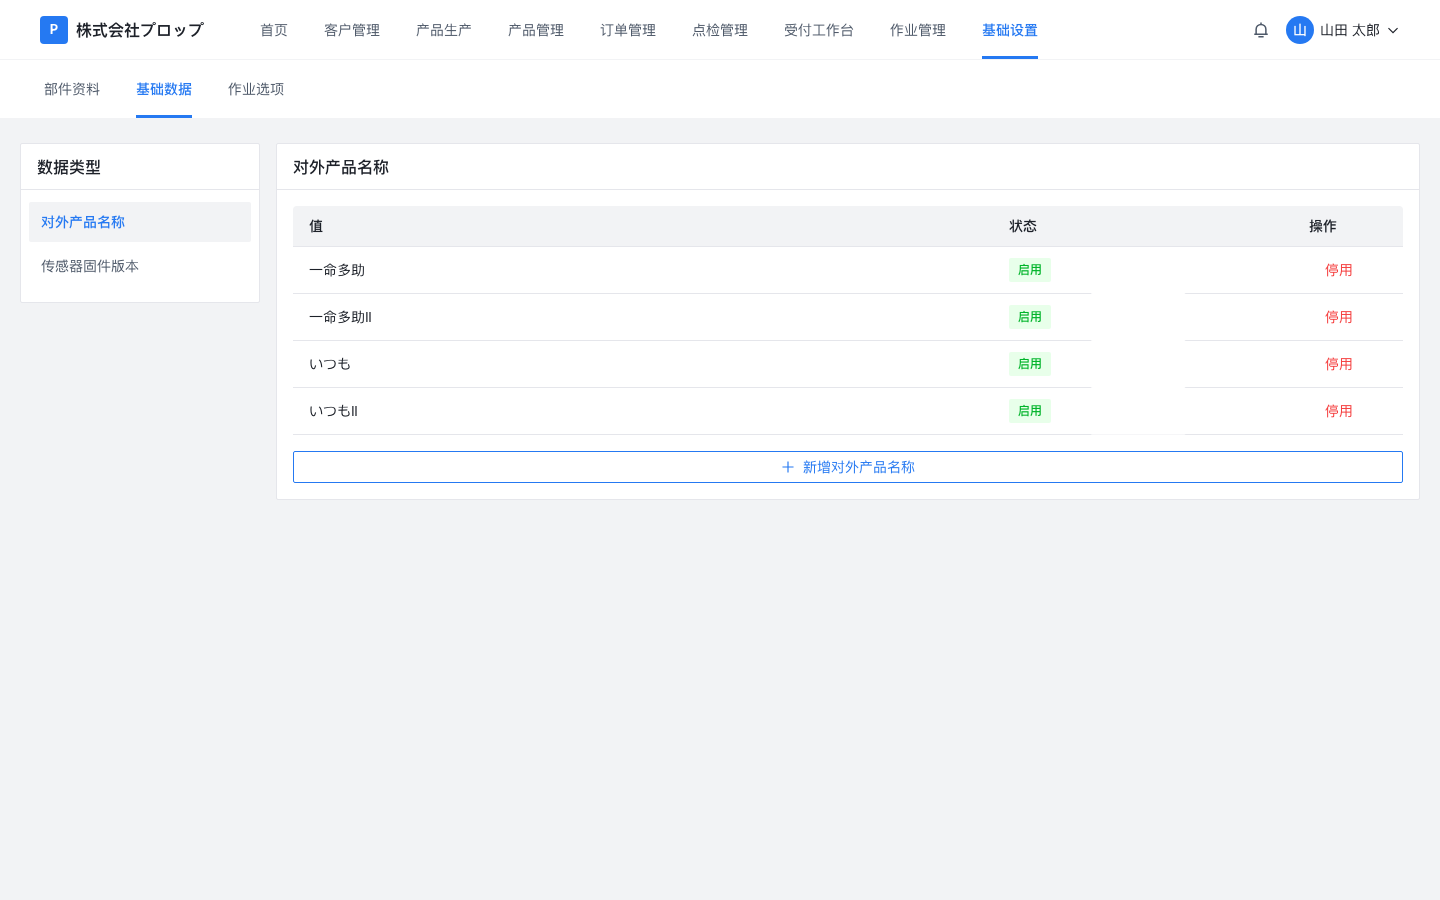 P 株式会社プロップ 首页 客户管理 产品生产 产品管理 订单管理 点检管理 受付工作台 作业管理 基础设置 山 山田 太郎
部件资料 基础数据 作业选项
数据类型
对外产品名称
传感器固件版本
对外产品名称
值 状态 操作
一命多助 启用 停用
一命多助II 启用 停用
いつも 启用 停用
いつもII 启用 停用
+ 新增对外产品名称